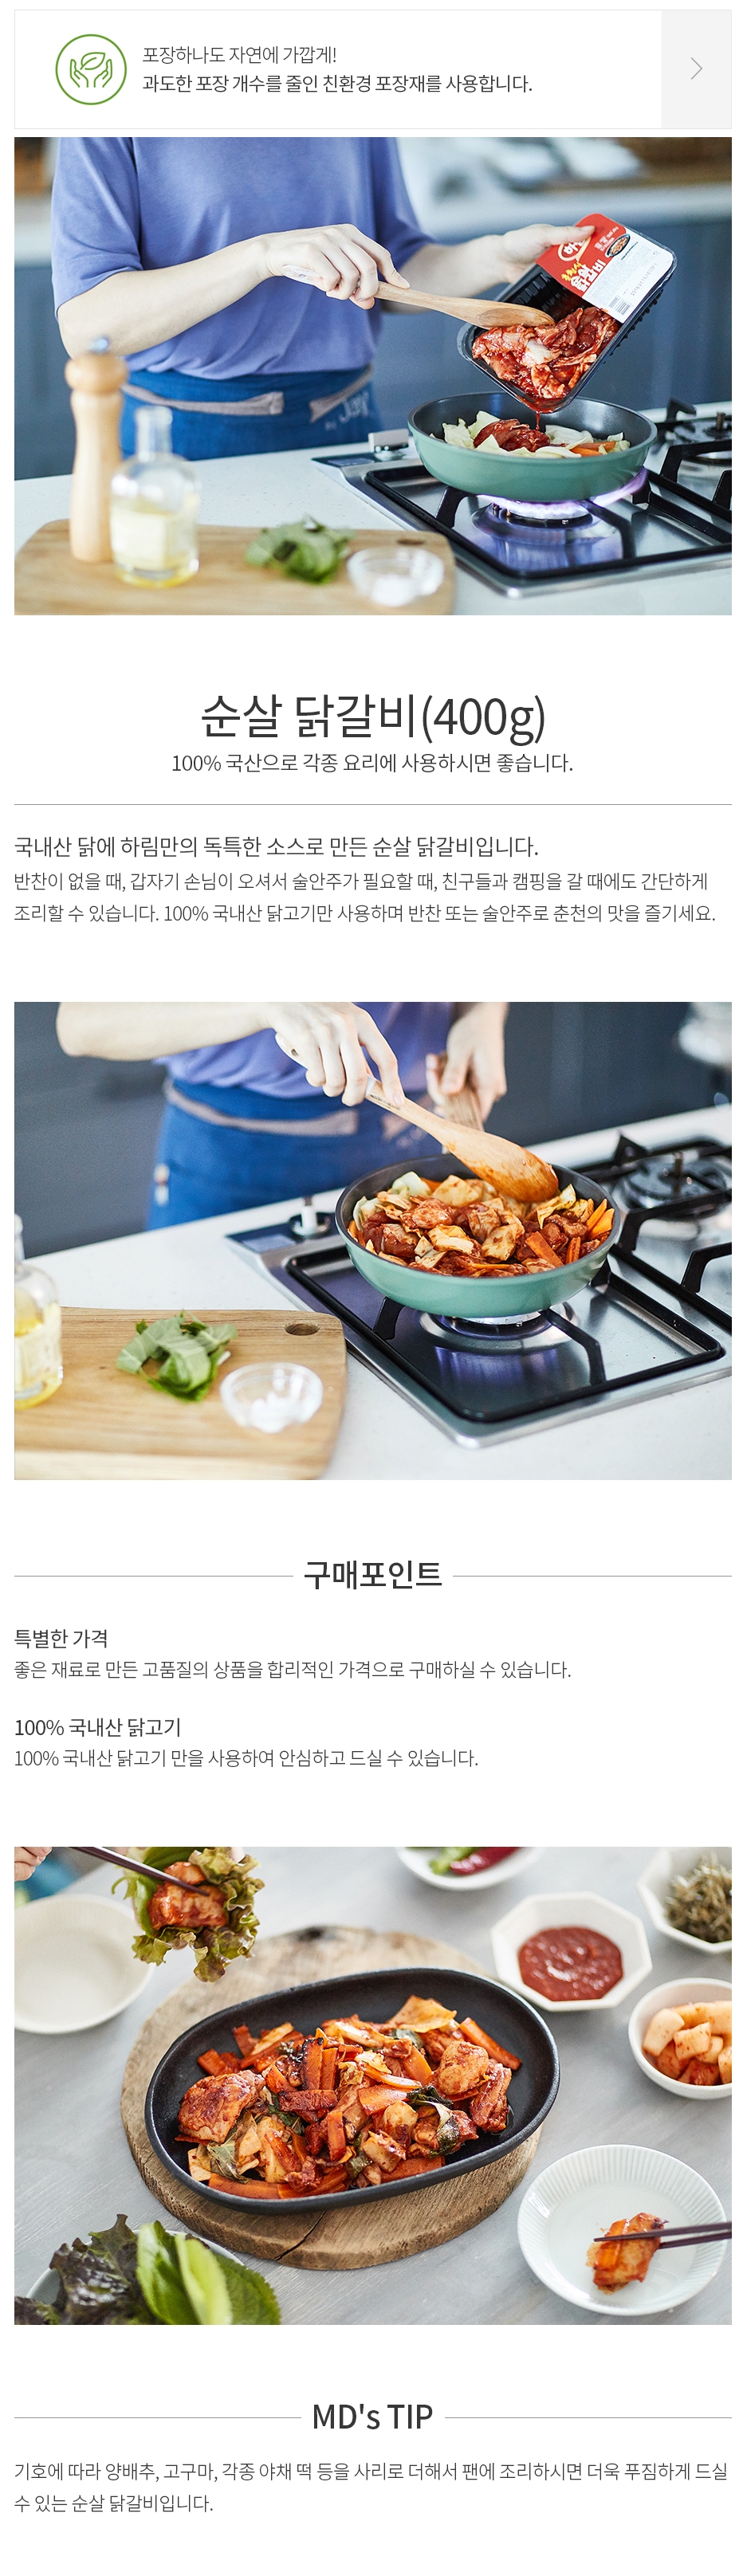 포장하나도 자연에 가깝게!
과도한 포장 개수를 줄인 친환경 포장재를 사용합니다.
순살 닭갈비(400g)
100% 국산으로 각종 요리에 사용하시면 좋습니다.
국내산 닭에 하림만의 독특한 소스로 만든 순살 닭갈비입니다.
반찬이 없을 때, 갑자기 손님이 오셔서 술안주가 필요할 때, 친구들과 캠핑을 갈 때에도 간단하게
조리할 수 있습니다. 100% 국내산 닭고기만 사용하며 반찬 또는 술안주로 춘천의 맛을 즐기세요.
구매포인트
특별한 가격
좋은 재료로 만든 고품질의 상품을 합리적인 가격으로 구매하실 수 있습니다.
100% 국내산 닭고기
100% 국내산 닭고기 만을 사용하여 안심하고 드실 수 있습니다.
MD's TIP
기호에 따라 양배추, 고구마, 각종 야채 떡 등을 사리로 더해서 팬에 조리하시면 더욱 푸짐하게 드실
수 있는 순살 닭갈비입니다.